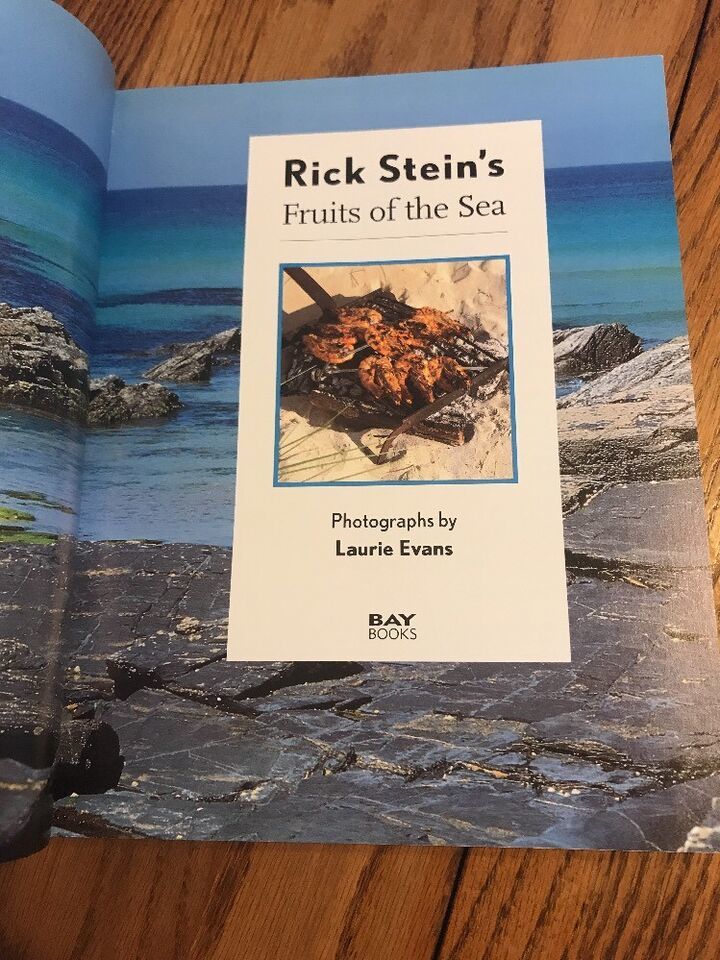 Rick Stein's
Fruits of the Sea
Photographs by
Laurie Evans
BAY
BOOKS